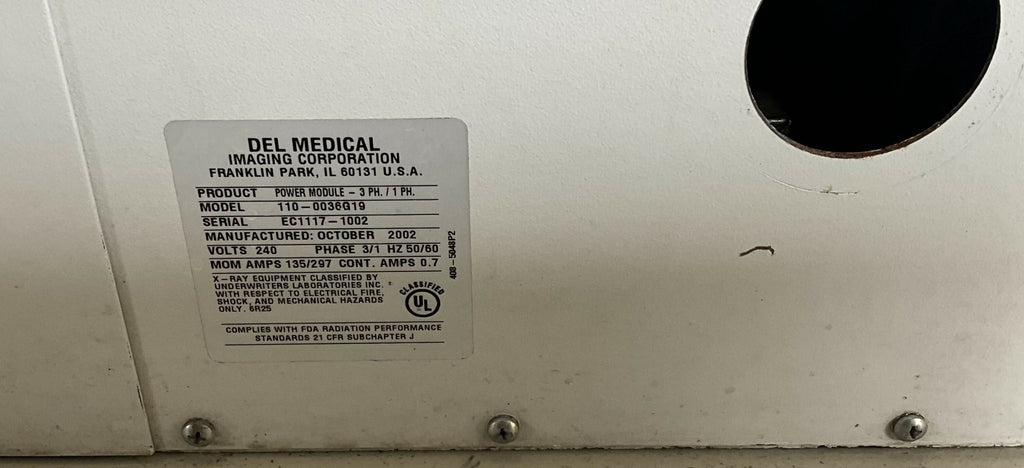 DEL MEDICAL
IMAGING CORPORATION
FRANKLIN PARK, IL 60131 U.S.A.
PRODUCT POWER MODULE - 3 PH. / 1 PH.
MODEL 110-0036G19
SERIAL EC1117-1002
MANUFACTURED: OCTOBER 2002
VOLTS 240 PHASE 3/1 HZ 50/60
MOM AMPS 135/297 CONT. AMPS 0.7
X-RAY EQUIPMENT CLASSIFIED BY
UNDERWRITERS LABORATORIES INC.
WITH RESPECT TO ELECTRICAL FIRE,
SHOCK, AND MECHANICAL HAZARDS
ONLY. 6R25
CLASSIFIED
UL
408-5048P2
COMPLIES WITH FDA RADIATION PERFORMANCE
STANDARDS 21 CFR SUBCHAPTER J